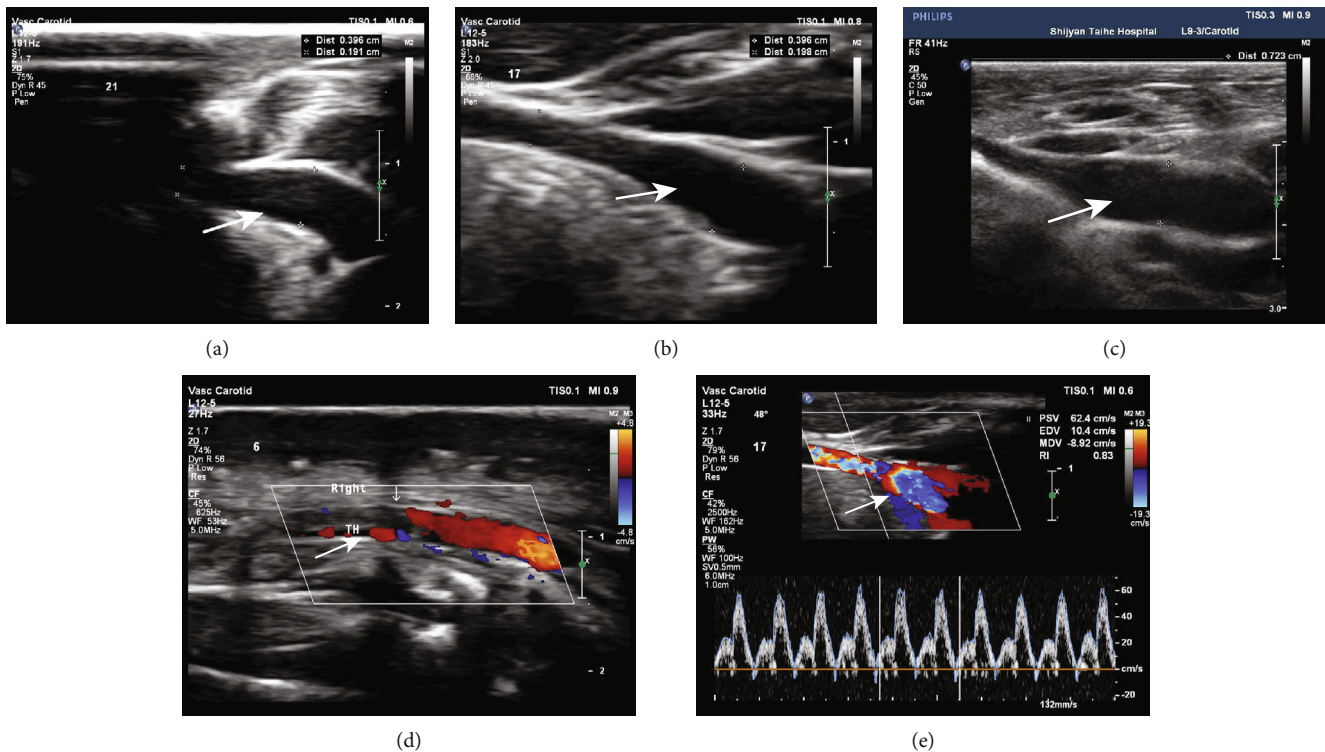 Vasc Carotid
TIS0.1 MI 0.6
L12-5
191Hz
S1
Z 1.7
2D
75%
Dyn R 45
P Low
Pen
21
Dist 0.396 cm
Dist 0.191 cm
M2
x
1
2
(a)
Vasc Carotid
TIS0.1 MI 0.8
L12-5
183Hz
S1
Z 2.0
2D
66%
Dyn R 45
P Low
Pen
17
Dist 0.396 cm
Dist 0.198 cm
M2
1
x
(b)
PHILIPS
TIS0.3 MI 0.9
Shijyan Taihc Hospital L9-3/Carotid
FR 41Hz
RS
2D
45%
C 50
P Low
Gen
Dist 0.723 cm
M2
x
3.0
(c)
Vasc Carotid
TIS0.1 MI 0.9
L12-5
27Hz
Z 1.7
2D
74%
Dyn R 56
P Low
Res
CF
45%
625Hz
WF 53Hz
5.0MHz
6
Right
TH
M2 M3
+4.8
-4.8
cm/s
1
x
2
(d)
Vasc Carotid
TIS0.1 MI 0.6
L12-5
33Hz
48°
Z 1.7
2D
79%
Dyn R 56
P Low
Res
CF
42%
2500Hz
WF 162Hz
5.0MHz
PW
56%
WF 100Hz
SV0.5mm
6.0MHz
1.0cm
17
PSV 62.4 cm/s
EDV 10.4 cm/s
MDV -8.92 cm/s
RI 0.83
1
x
M2 M3
+19.3
-19.3
cm/s
60
40
20
cm/s
-20
132mm/s
(e)